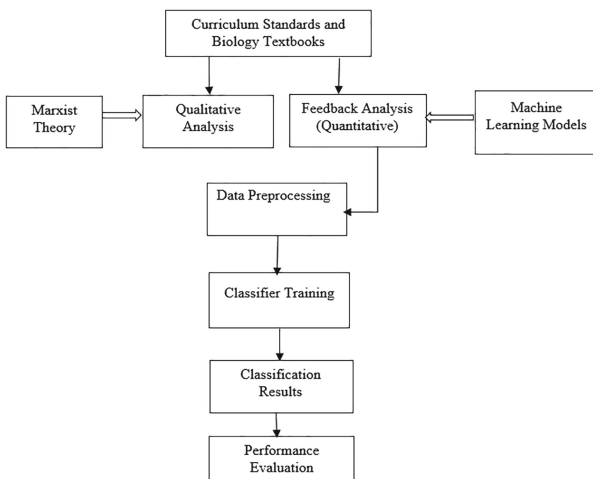 Curriculum Standards and
Biology Textbooks
Marxist
Theory
Qualitative
Analysis
Feedback Analysis
(Quantitative)
Machine
Learning Models
Data Preprocessing
Classifier Training
Classification
Results
Performance
Evaluation